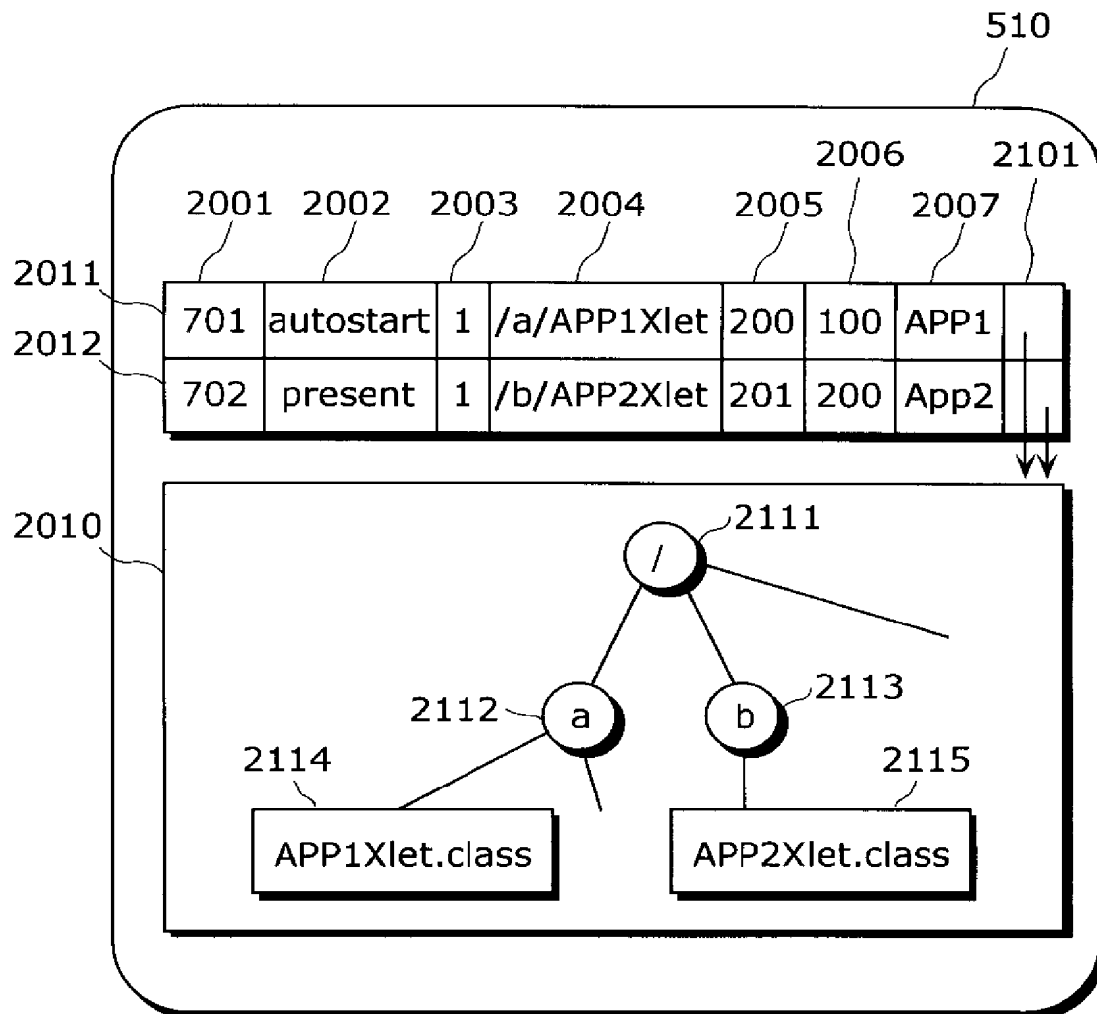 510
2006 2101
2001 2002 2003 2004 2005 2007
2011
701 autostart 1 /a/APP1Xlet 200 100 APP1
2012
702 present 1 /b/APP2Xlet 201 200 App2
2010
2111
/
2112 a b 2113
2114 2115
APP1Xlet.class APP2Xlet.class